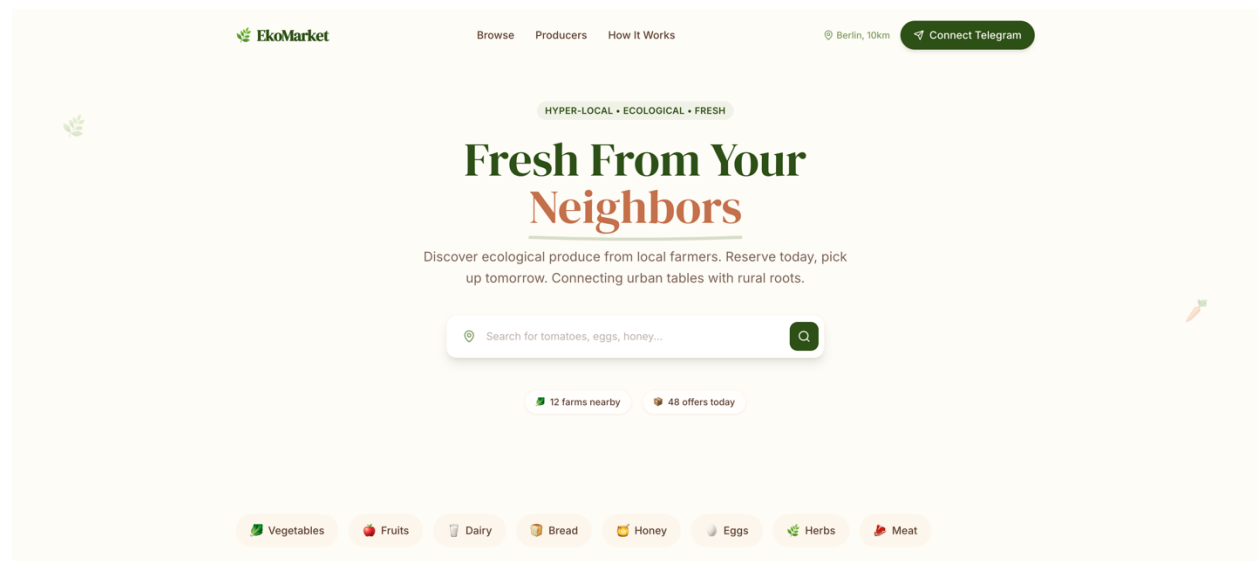 EkoMarket
Browse Producers How It Works
Berlin, 10km
Connect Telegram
HYPER-LOCAL • ECOLOGICAL • FRESH
Fresh From Your
Neighbors
Discover ecological produce from local farmers. Reserve today, pick
up tomorrow. Connecting urban tables with rural roots.
Search for tomatoes, eggs, honey...
12 farms nearby
48 offers today
Vegetables Fruits Dairy Bread Honey Eggs Herbs Meat